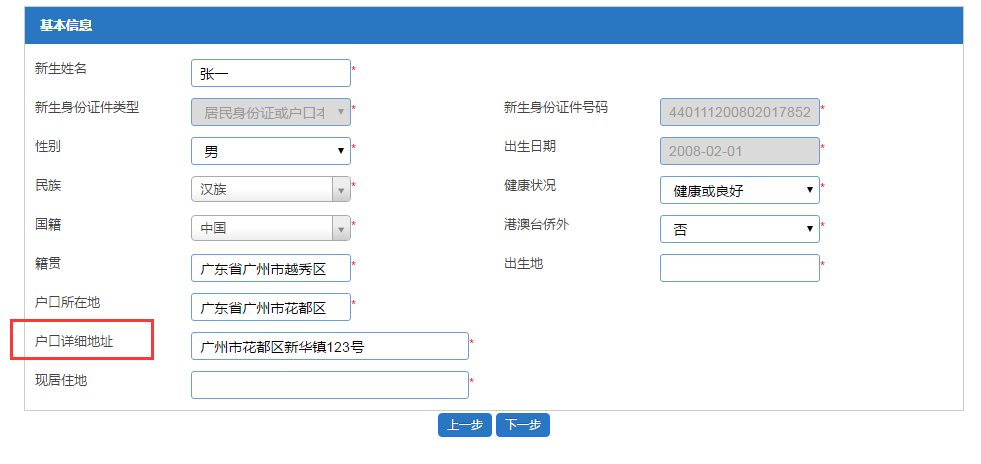 基本信息
新生姓名 张一 *
新生身份证件类型 居民身份证或户口本 * 新生身份证件号码 440111200802017852 *
性别 男 * 出生日期 2008-02-01 *
民族 汉族 * 健康状况 健康或良好 *
国籍 中国 * 港澳台侨外 否 *
籍贯 广东省广州市越秀区 * 出生地 *
户口所在地 广东省广州市花都区 *
户口详细地址 广州市花都区新华镇123号 *
现居住地 *
上一步 下一步